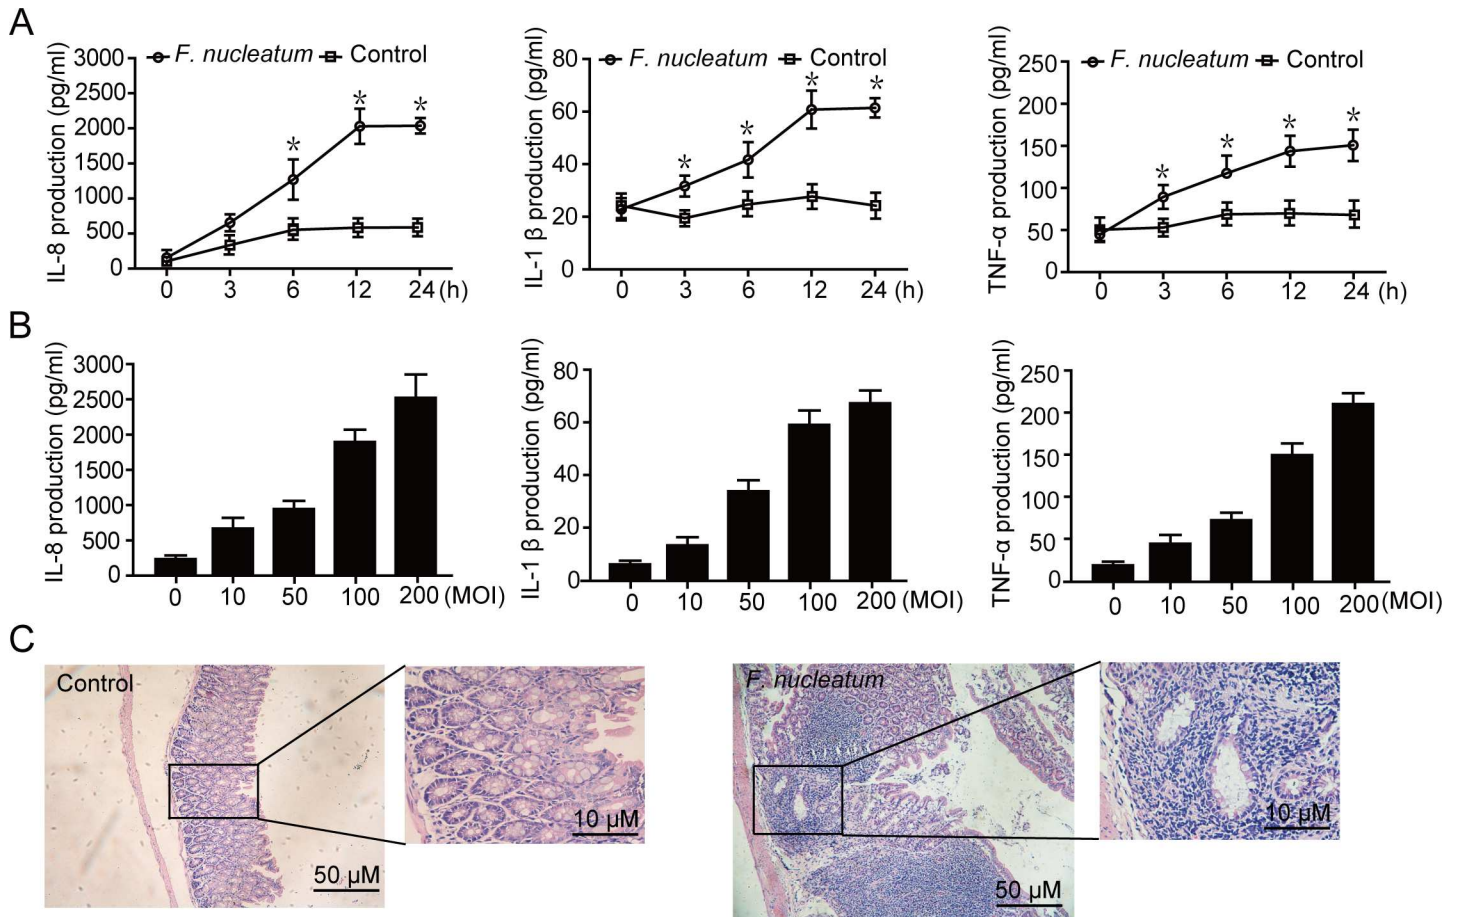 A
IL-8 production (pg/ml)
3000
2500
2000
1500
1000
500
0
F. nucleatum Control
* * *
0 3 6 12 24 (h)
IL-1 β production (pg/ml)
80
60
40
20
0
F. nucleatum Control
* * * *
0 3 6 12 24 (h)
TNF-α production (pg/ml)
250
200
150
100
50
0
F. nucleatum Control
* * * *
0 3 6 12 24 (h)
B
IL-8 production (pg/ml)
3000
2500
2000
1500
1000
500
0
0 10 50 100 200 (MOI)
IL-1 β production (pg/ml)
80
60
40
20
0
0 10 50 100 200 (MOI)
TNF-α production (pg/ml)
250
200
150
100
50
0
0 10 50 100 200 (MOI)
C
Control
50 µM
10 µM
F. nucleatum
50 µM
10 µM